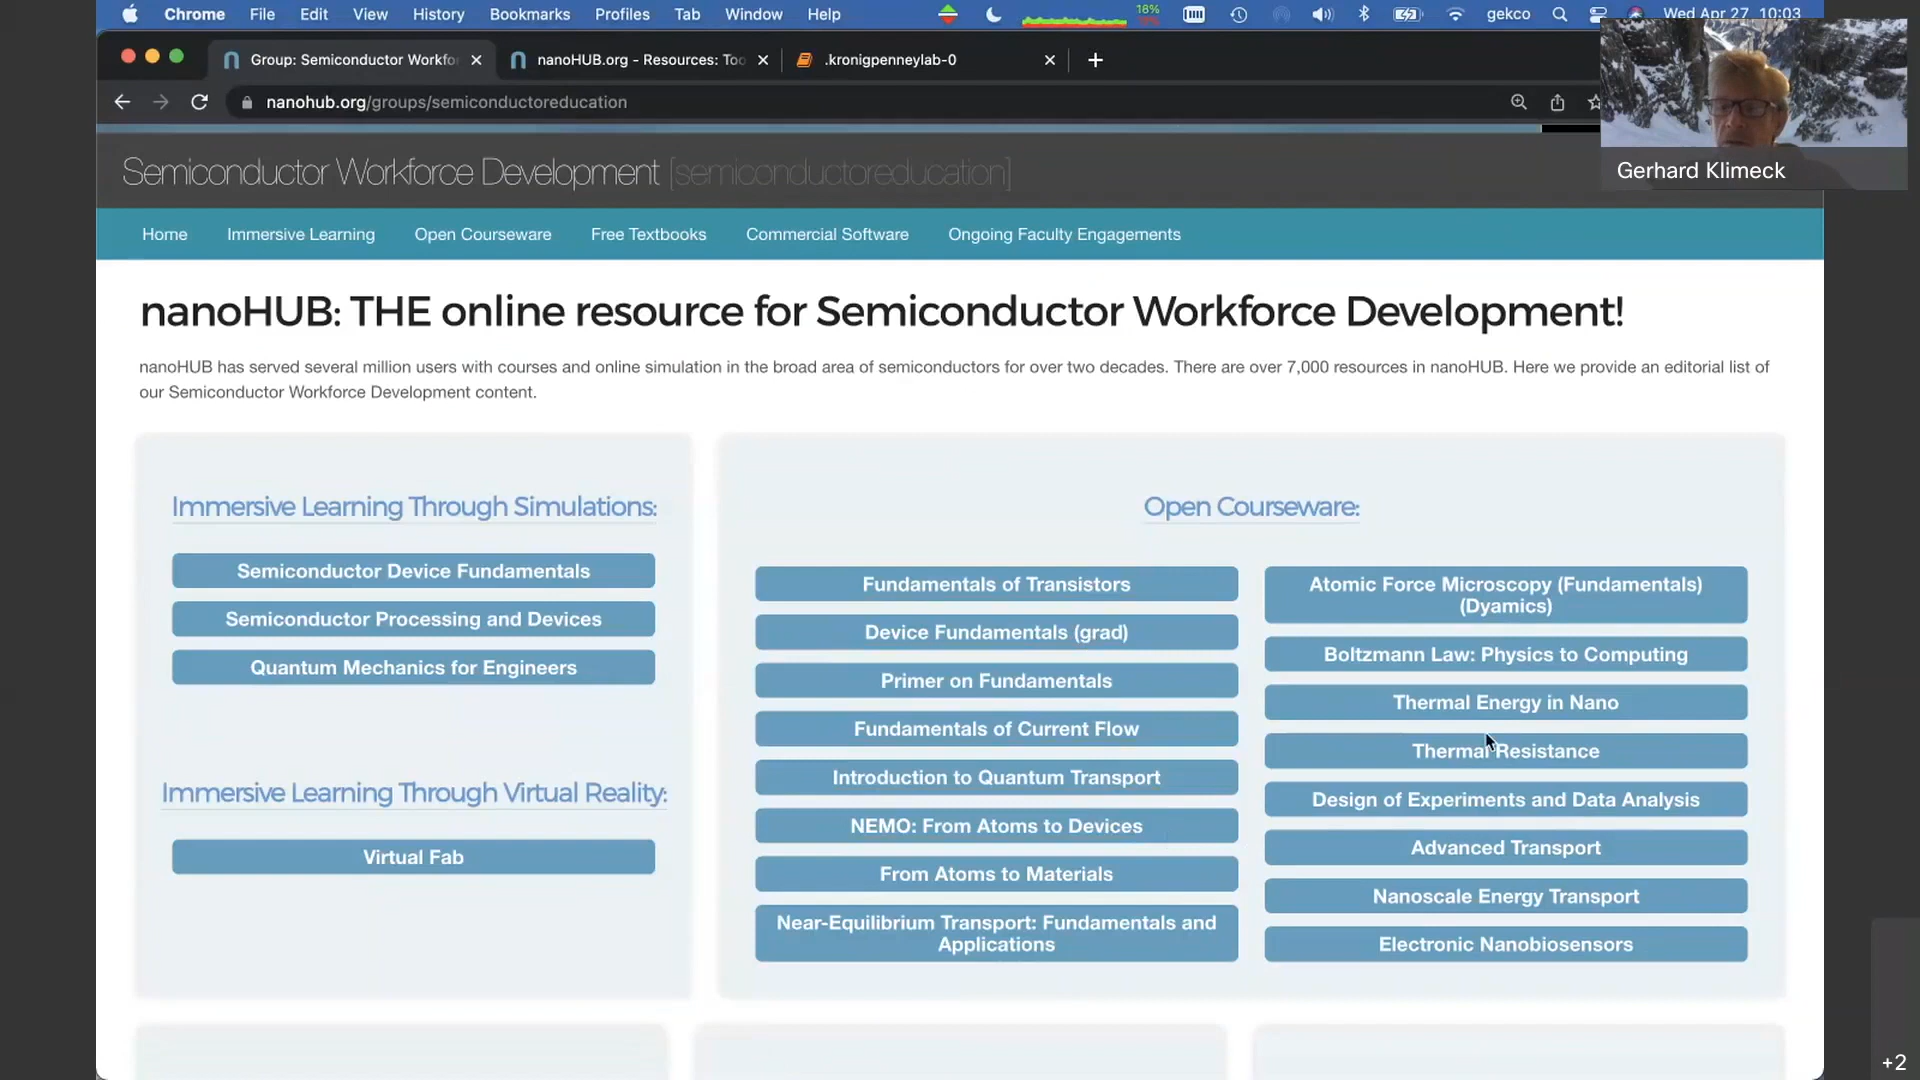 Chrome File Edit View History Bookmarks Profiles Tab Window Help 18% gekco Wed Apr 27 10:03
Group: Semiconductor Workfo nanoHUB.org - Resources: Too .kronigpenneylab-0
nanohub.org/groups/semiconductoreducation
Gerhard Klimeck
Semiconductor Workforce Development [semiconductoreducation]
Home Immersive Learning Open Courseware Free Textbooks Commercial Software Ongoing Faculty Engagements
nanoHUB: THE online resource for Semiconductor Workforce Development!
nanoHUB has served several million users with courses and online simulation in the broad area of semiconductors for over two decades. There are over 7,000 resources in nanoHUB. Here we provide an editorial list of
our Semiconductor Workforce Development content.
Immersive Learning Through Simulations:
Semiconductor Device Fundamentals
Semiconductor Processing and Devices
Quantum Mechanics for Engineers
Immersive Learning Through Virtual Reality:
Virtual Fab
Open Courseware:
Fundamentals of Transistors
Device Fundamentals (grad)
Primer on Fundamentals
Fundamentals of Current Flow
Introduction to Quantum Transport
NEMO: From Atoms to Devices
From Atoms to Materials
Near-Equilibrium Transport: Fundamentals and
Applications
Atomic Force Microscopy (Fundamentals)
(Dyamics)
Boltzmann Law: Physics to Computing
Thermal Energy in Nano
Thermal Resistance
Design of Experiments and Data Analysis
Advanced Transport
Nanoscale Energy Transport
Electronic Nanobiosensors
+2